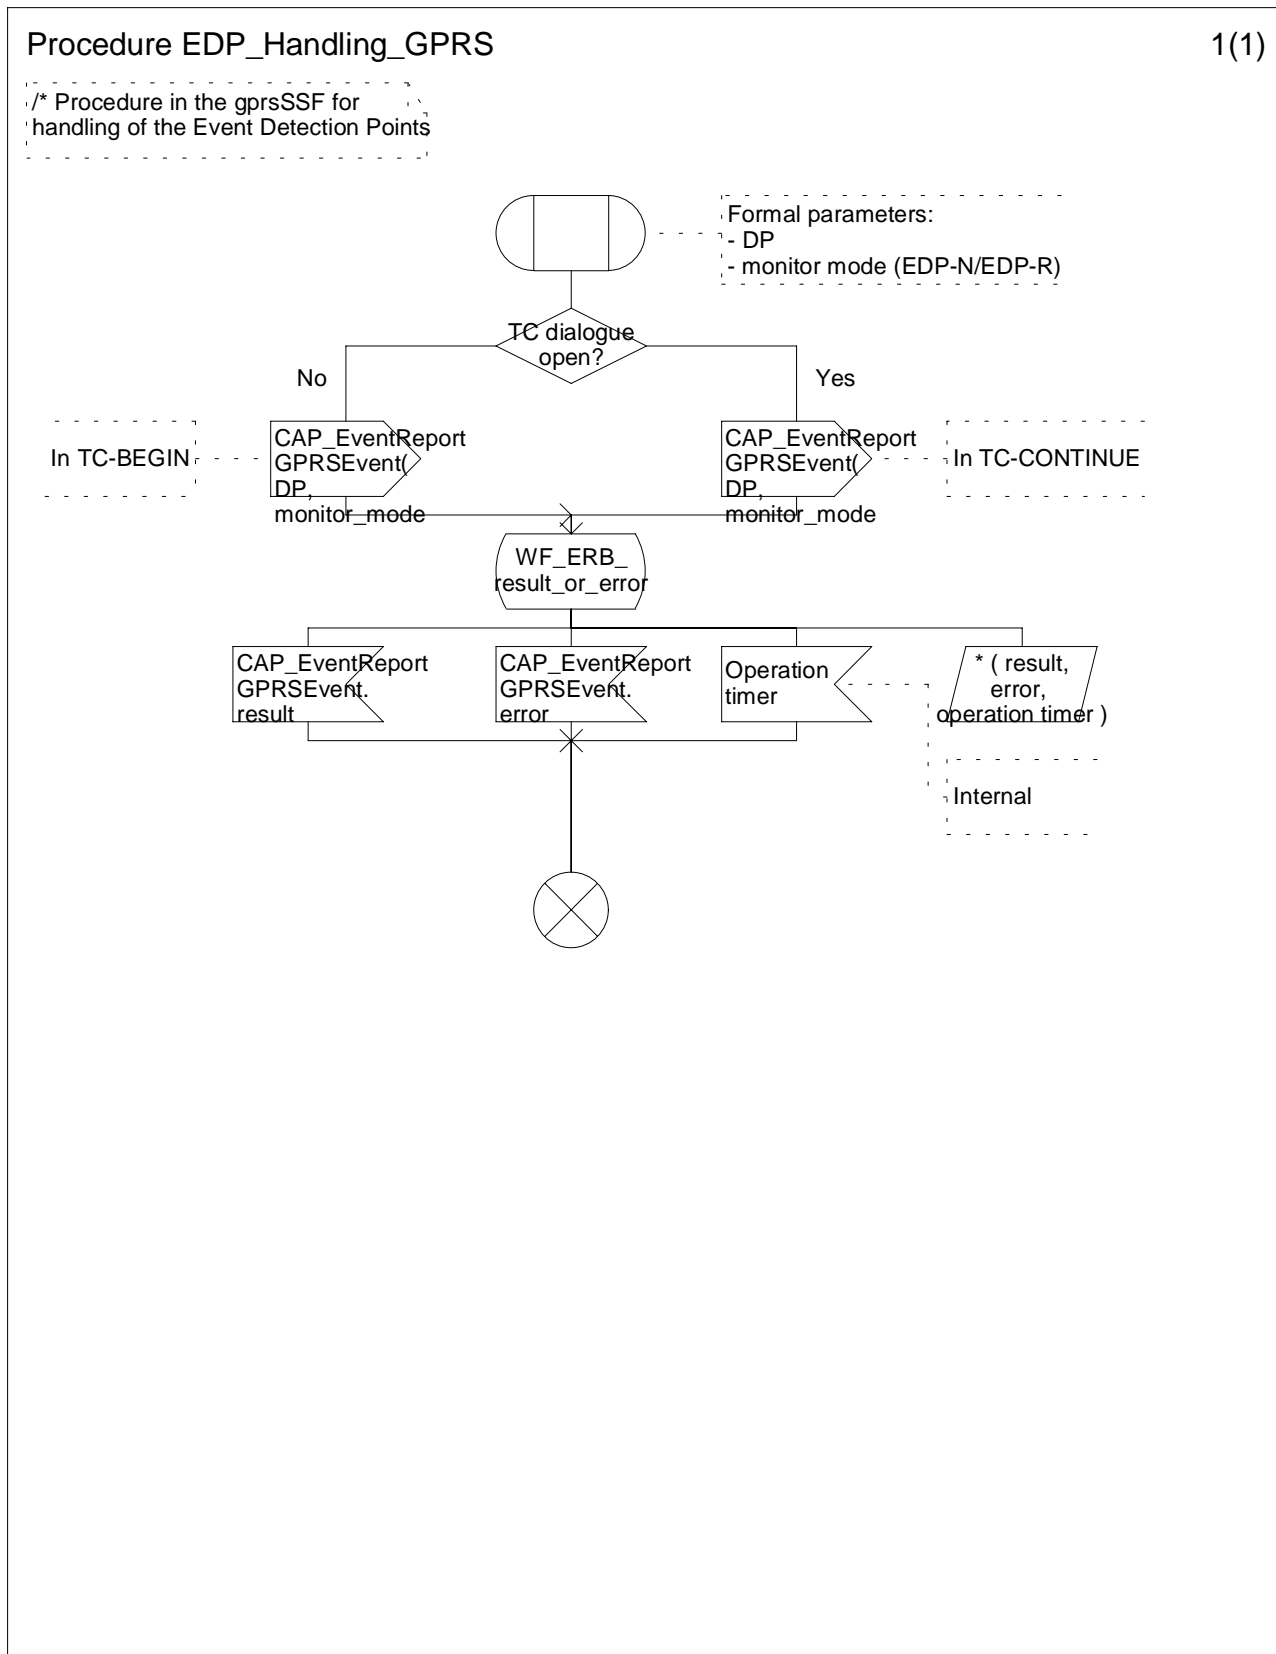 Procedure EDP_Handling_GPRS
1(1)
/* Procedure in the gprsSSF for
handling of the Event Detection Points
Formal parameters:
- DP
- monitor mode (EDP-N/EDP-R)
TC dialogue
open?
No
Yes
In TC-BEGIN
CAP_EventReport
GPRSEvent(
DP,
monitor_mode
CAP_EventReport
GPRSEvent(
DP,
monitor_mode
In TC-CONTINUE
WF_ERB_
result_or_error
CAP_EventReport
GPRSEvent.
result
CAP_EventReport
GPRSEvent.
error
Operation
timer
* ( result,
error,
operation timer )
Internal